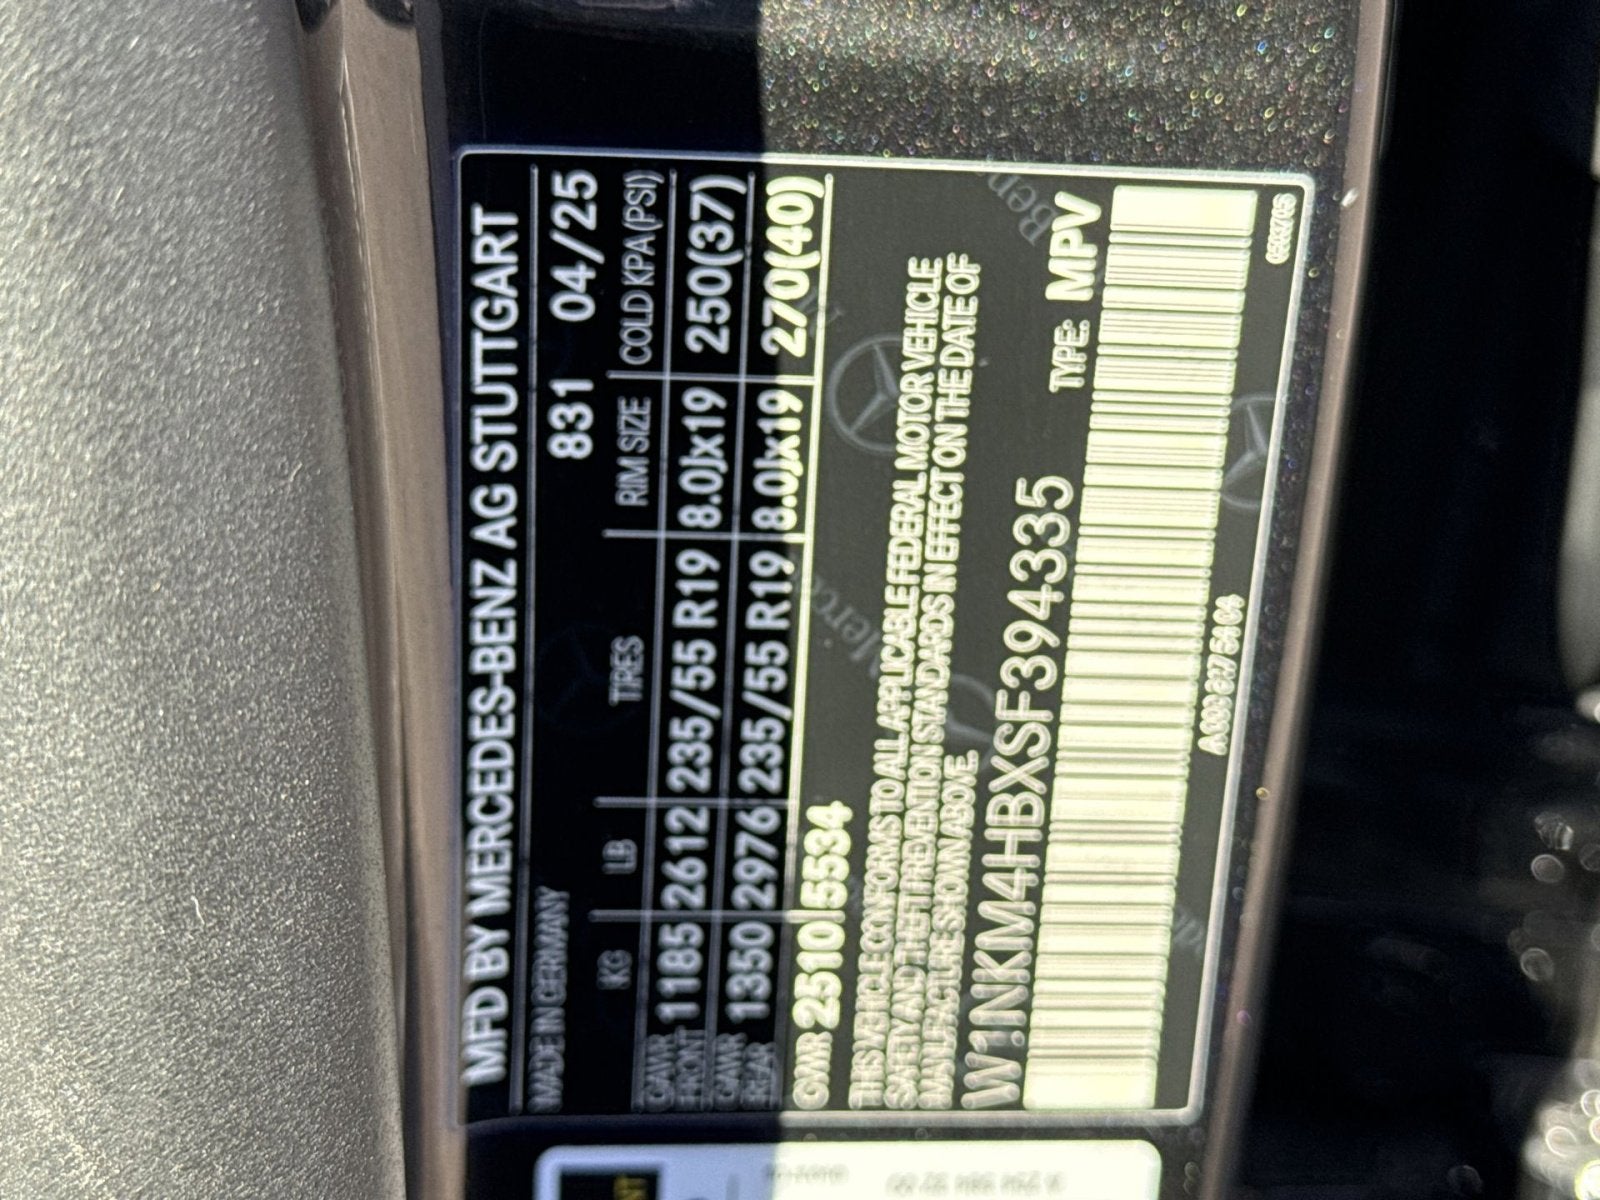 MFD BY MERCEDES-BENZ AG STUTTGART
MADE IN GERMANY 831 04/25
KG LB TIRES RIM SIZE COLD KPA(PSI)
GAWR FRONT 1185 2612 235/55 R19 8.0Jx19 250(37)
GAWR REAR 1350 2976 235/55 R19 8.0Jx19 270(40)
GVWR 2510 5534
THIS VEHICLE CONFORMS TO ALL APPLICABLE FEDERAL MOTOR VEHICLE
SAFETY AND THEFT PREVENTION STANDARDS IN EFFECT ON THE DATE OF
MANUFACTURE SHOWN ABOVE
W1NKM4HBXSF394335 TYPE: MPV